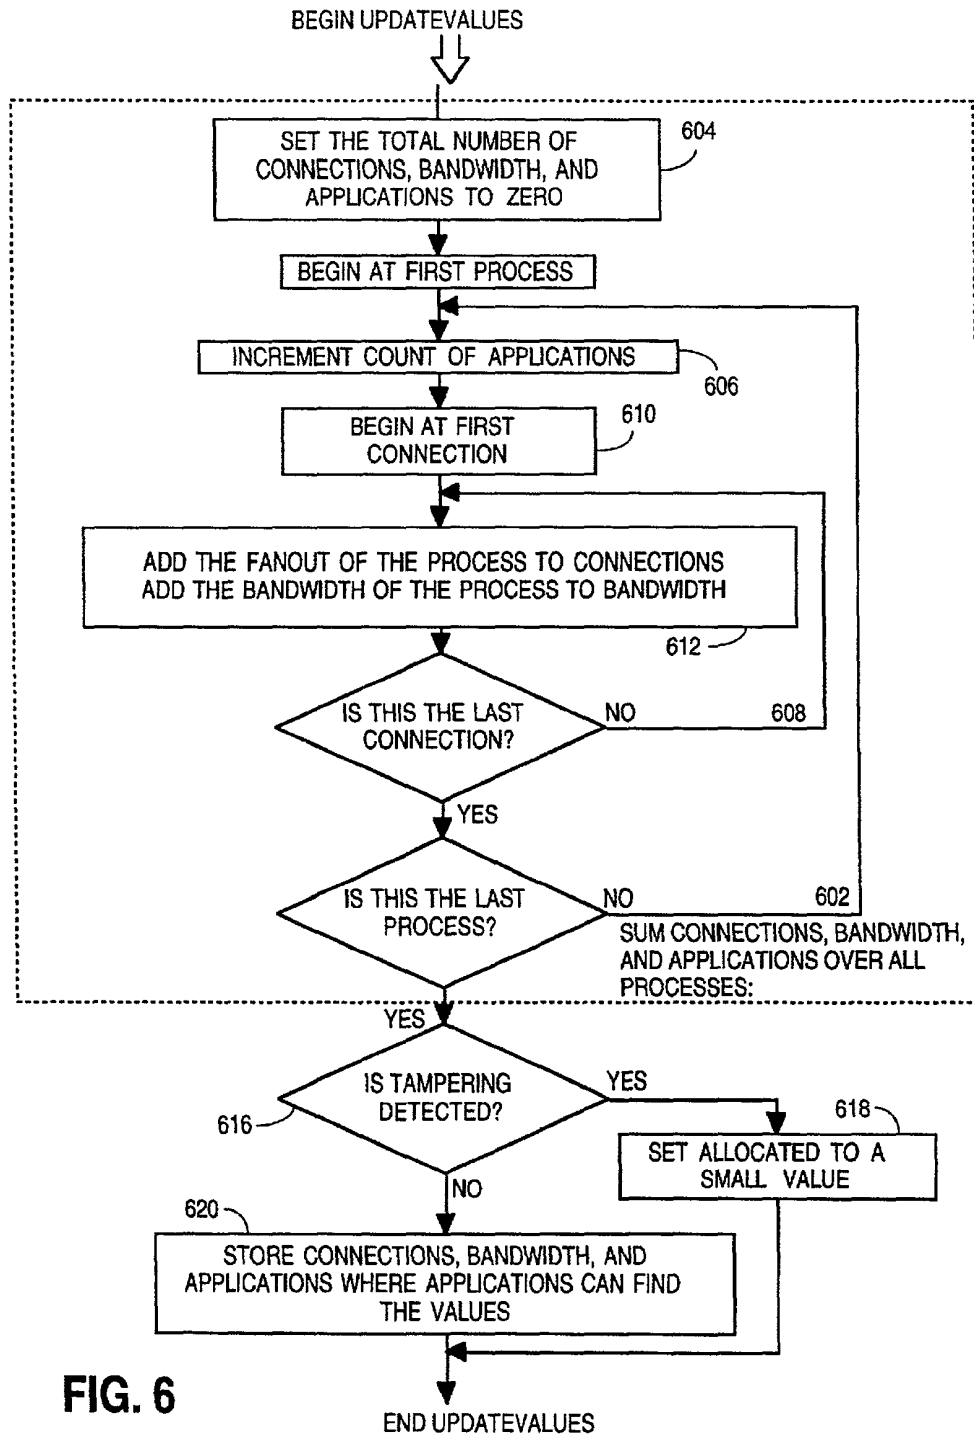 BEGIN UPDATEVALUES
SET THE TOTAL NUMBER OF
CONNECTIONS, BANDWIDTH, AND
APPLICATIONS TO ZERO
604
BEGIN AT FIRST PROCESS
INCREMENT COUNT OF APPLICATIONS
606
BEGIN AT FIRST
CONNECTION
610
ADD THE FANOUT OF THE PROCESS TO CONNECTIONS
ADD THE BANDWIDTH OF THE PROCESS TO BANDWIDTH
612
IS THIS THE LAST
CONNECTION?
NO
608
YES
IS THIS THE LAST
PROCESS?
NO
602
SUM CONNECTIONS, BANDWIDTH,
AND APPLICATIONS OVER ALL
PROCESSES:
YES
IS TAMPERING
DETECTED?
616
YES
618
SET ALLOCATED TO A
SMALL VALUE
NO
620
STORE CONNECTIONS, BANDWIDTH, AND
APPLICATIONS WHERE APPLICATIONS CAN FIND
THE VALUES
FIG. 6
END UPDATEVALUES